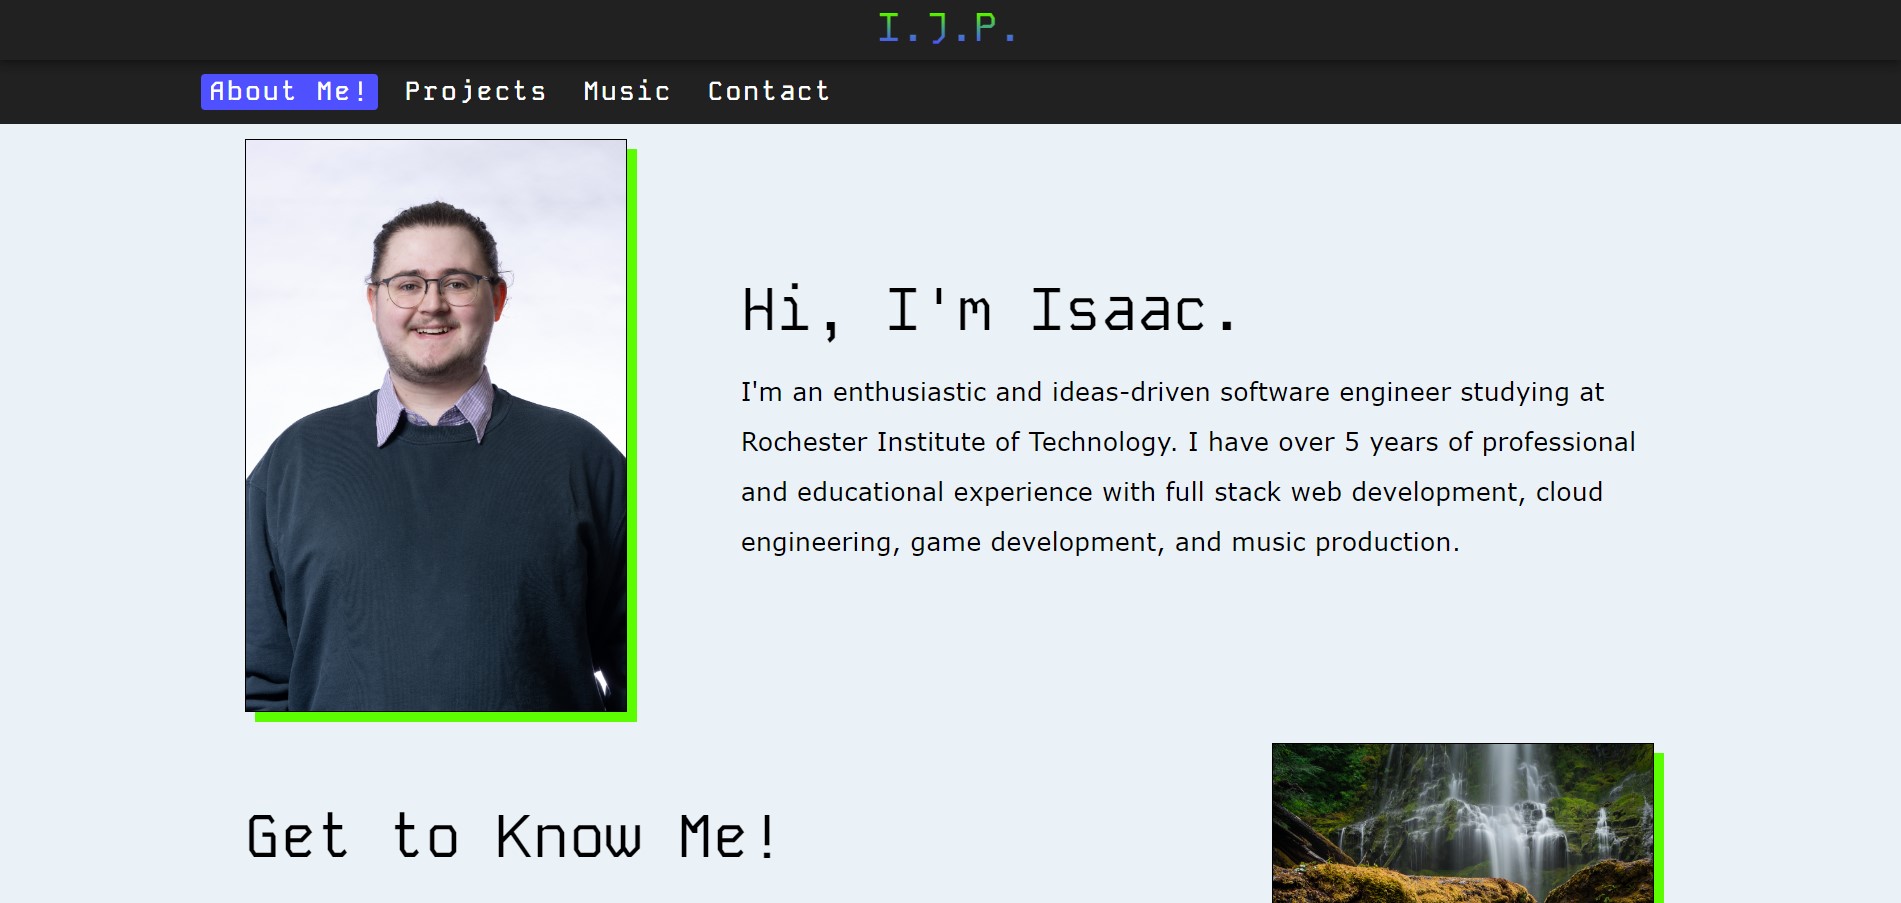 I.J.P.
About Me! Projects Music Contact
Hi, I'm Isaac.
I'm an enthusiastic and ideas-driven software engineer studying at
Rochester Institute of Technology. I have over 5 years of professional
and educational experience with full stack web development, cloud
engineering, game development, and music production.
Get to Know Me!